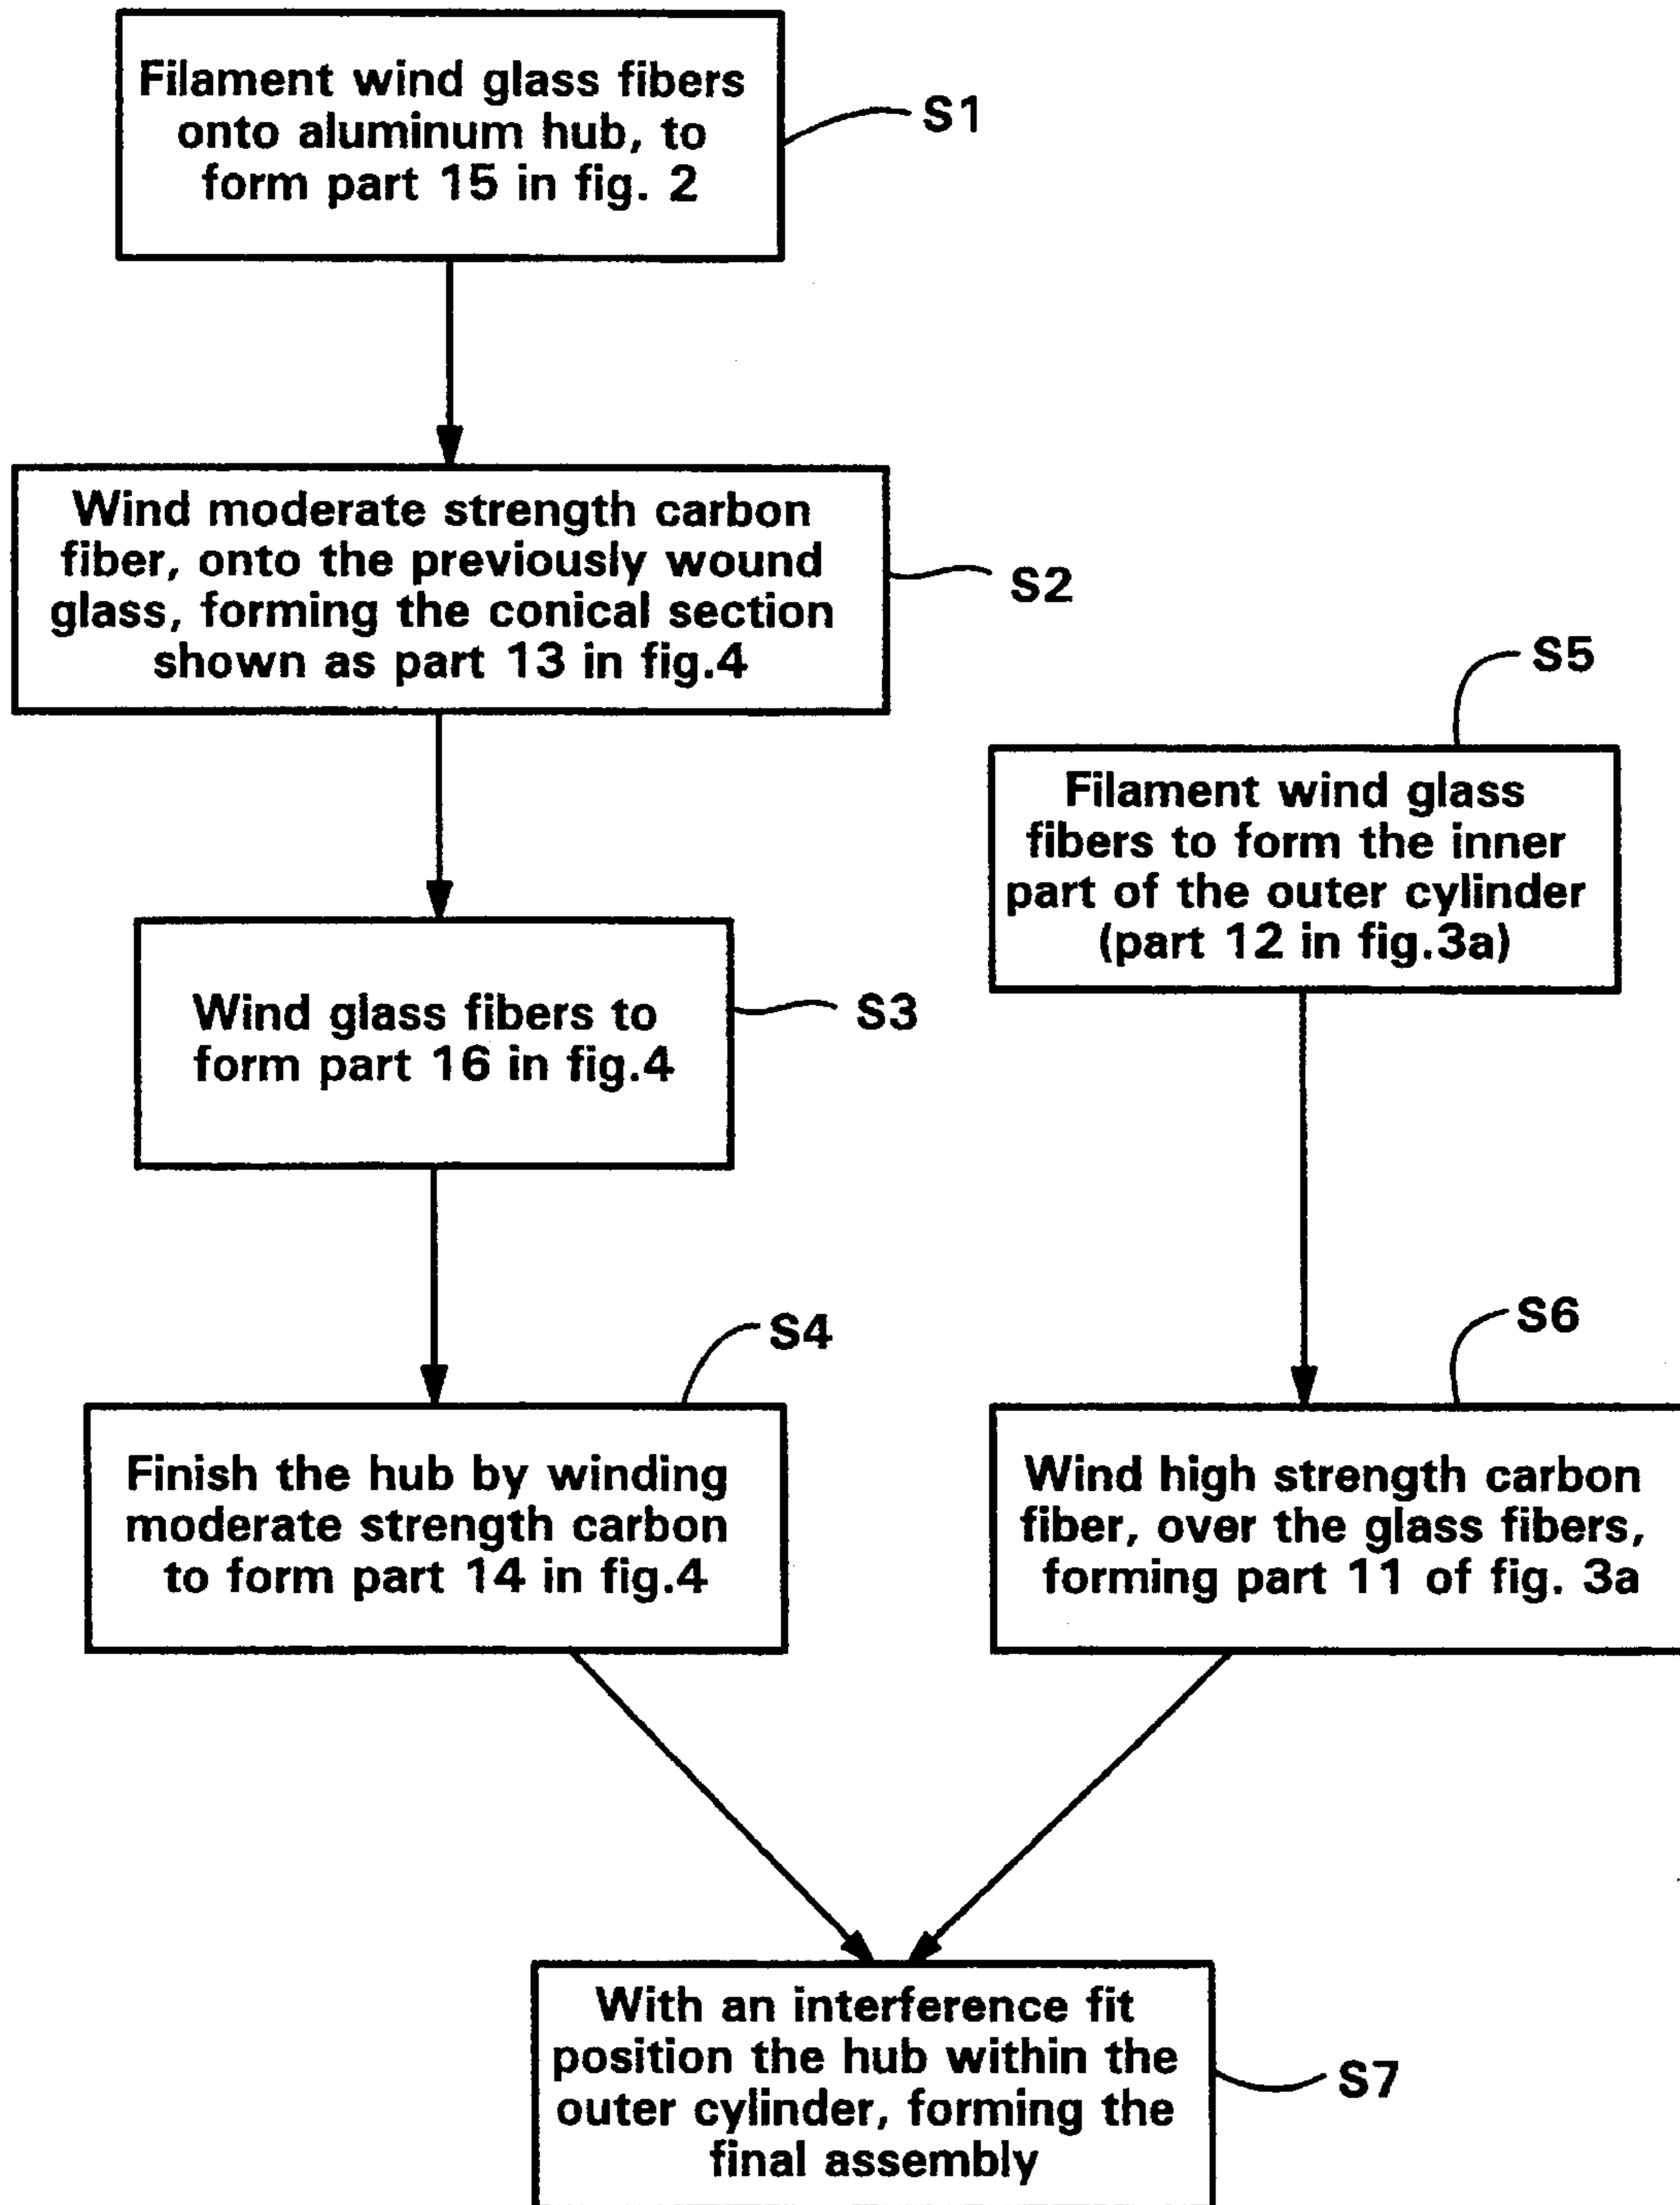 Filament wind glass fibers
onto aluminum hub, to
form part 15 in fig. 2
S1
Wind moderate strength carbon
fiber, onto the previously wound
glass, forming the conical section
shown as part 13 in fig.4
S2
Wind glass fibers to
form part 16 in fig.4
S3
Finish the hub by winding
moderate strength carbon
to form part 14 in fig.4
S4
S5
Filament wind glass
fibers to form the inner
part of the outer cylinder
(part 12 in fig.3a)
S6
Wind high strength carbon
fiber, over the glass fibers,
forming part 11 of fig. 3a
With an interference fit
position the hub within the
outer cylinder, forming the
final assembly
S7